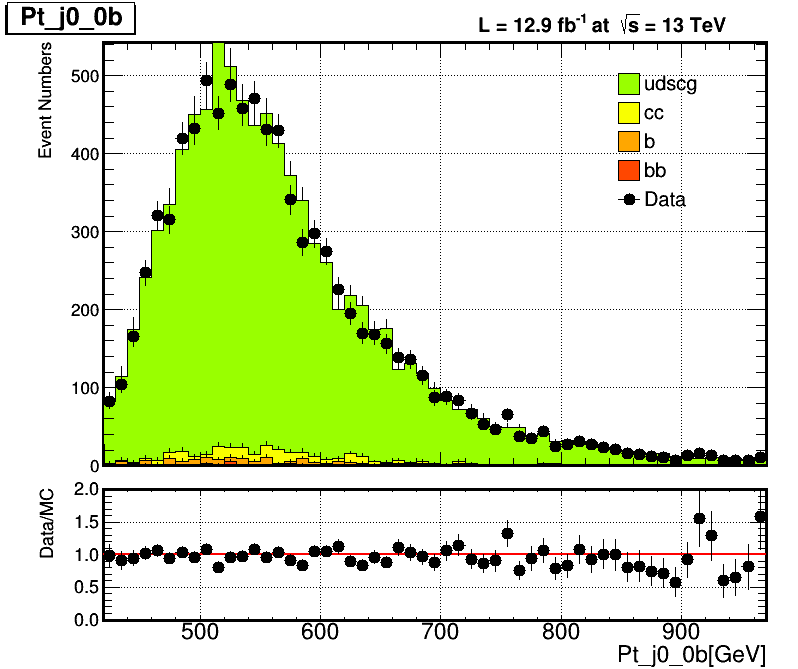 Pt_j0_0b
L = 12.9 fb⁻¹ at √s = 13 TeV
Event Numbers
500
400
300
200
100
0
udscg
cc
b
bb
Data
Data/MC
2.0
1.5
1.0
0.5
0.0
500 600 700 800 900
Pt_j0_0b[GeV]